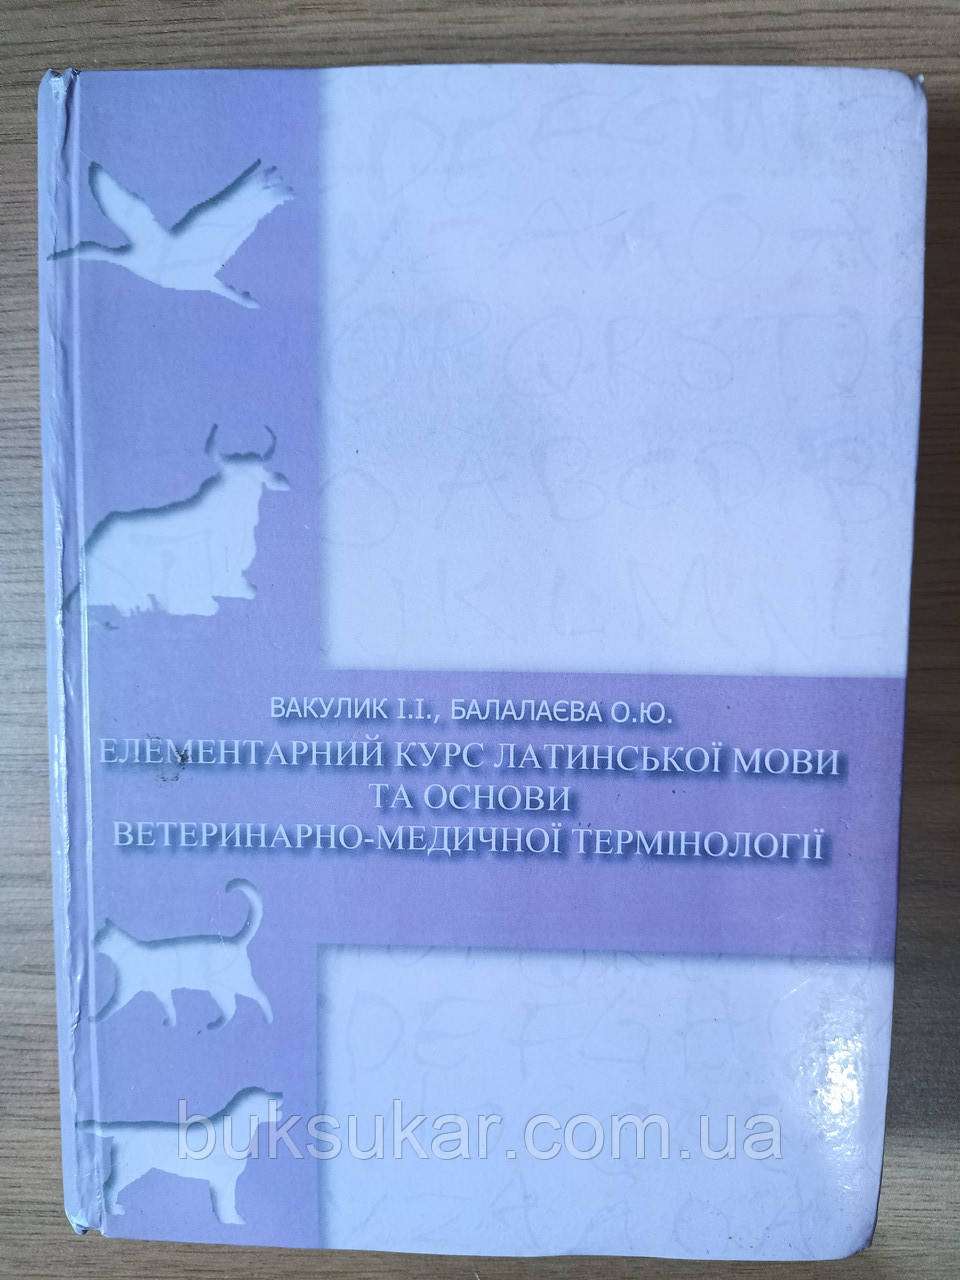 ВАКУЛИК І.І., БАЛАЛАЄВА О.Ю.
ЕЛЕМЕНТАРНИЙ КУРС ЛАТИНСЬКОЇ МОВИ
ТА ОСНОВИ
ВЕТЕРИНАРНО-МЕДИЧНОЇ ТЕРМІНОЛОГІЇ
buksukar.com.ua